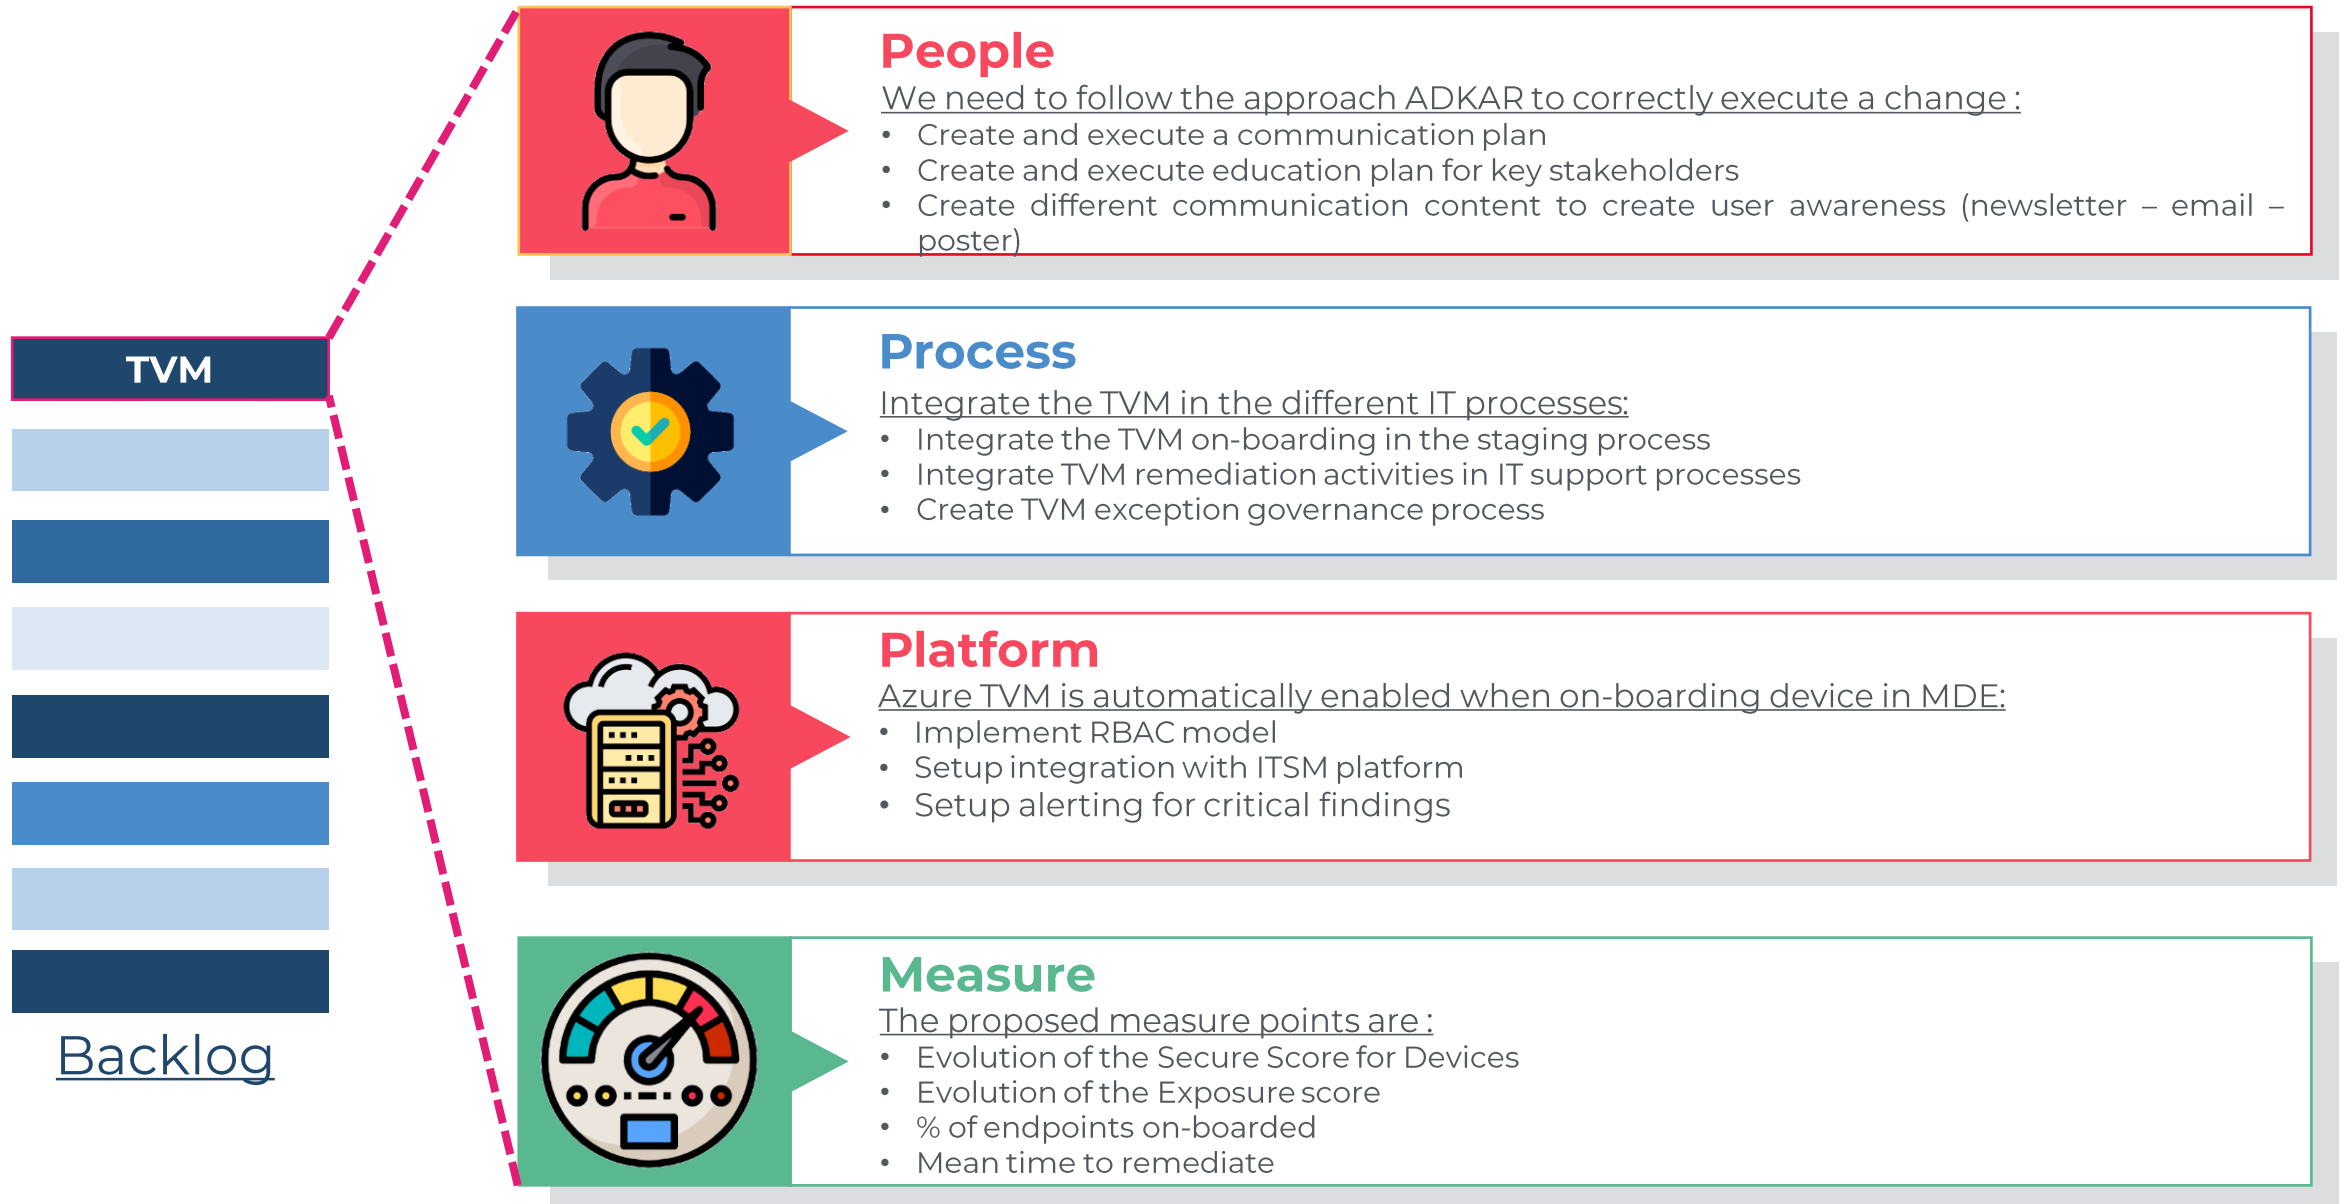 TVM
Backlog
People
We need to follow the approach ADKAR to correctly execute a change :
• Create and execute a communication plan
• Create and execute education plan for key stakeholders
• Create different communication content to create user awareness (newsletter – email –
poster)
Process
Integrate the TVM in the different IT processes:
• Integrate the TVM on-boarding in the staging process
• Integrate TVM remediation activities in IT support processes
• Create TVM exception governance process
Platform
Azure TVM is automatically enabled when on-boarding device in MDE:
• Implement RBAC model
• Setup integration with ITSM platform
• Setup alerting for critical findings
Measure
The proposed measure points are :
• Evolution of the Secure Score for Devices
• Evolution of the Exposure score
• % of endpoints on-boarded
• Mean time to remediate